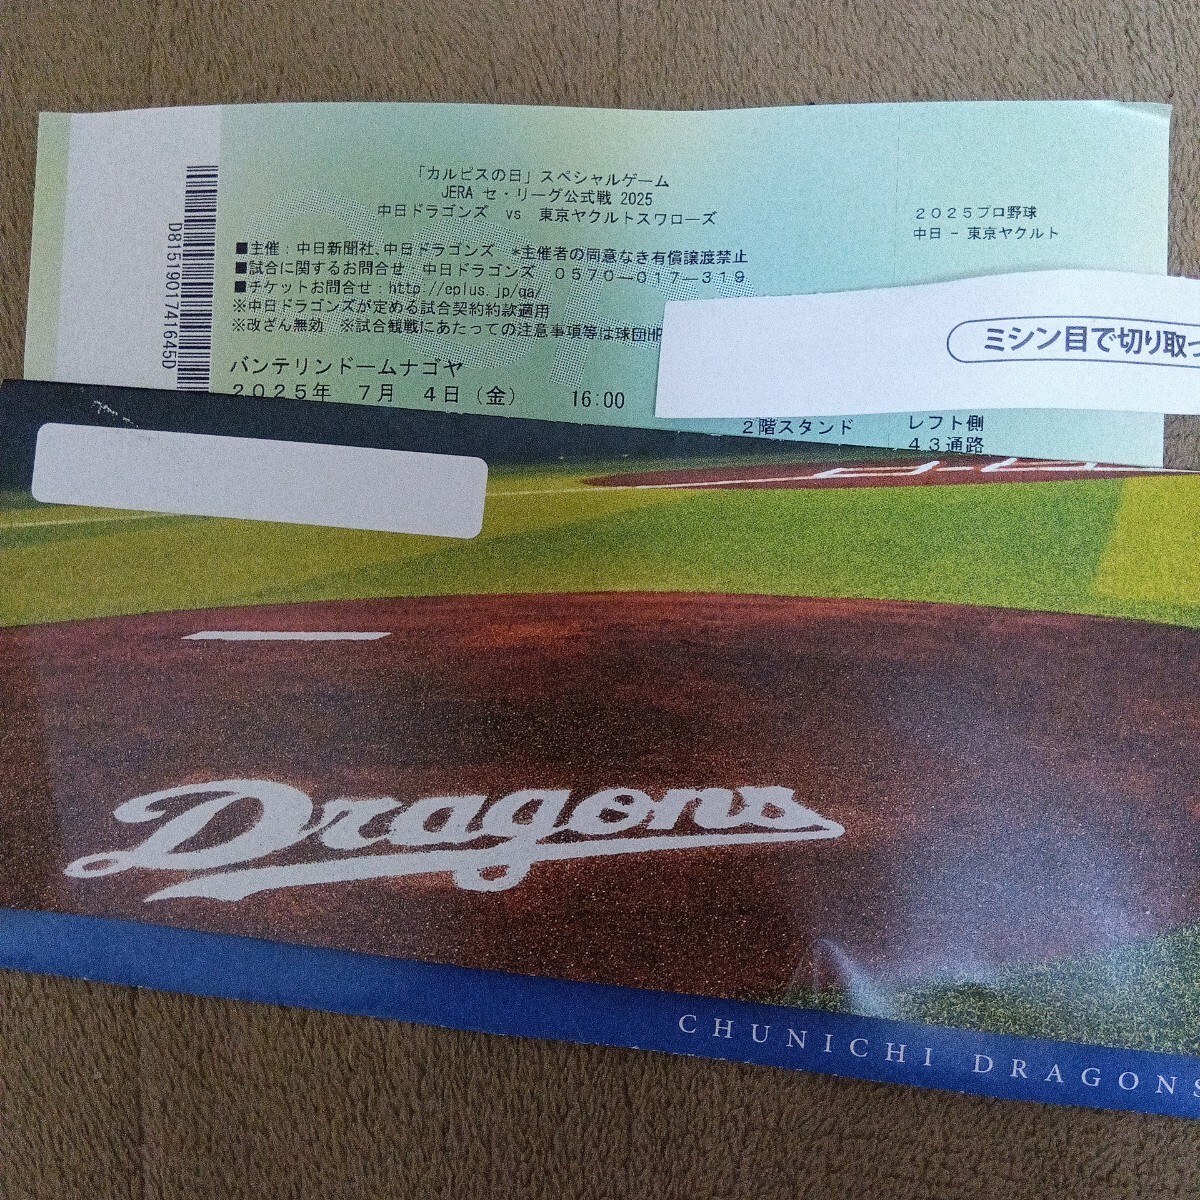 「カルピスの日」スペシャルゲーム
JERA セ・リーグ公式戦 2025
中日ドラゴンズ vs 東京ヤクルトスワローズ
■主催：中日新聞社、中日ドラゴンズ *主催者の同意なき有償譲渡禁止
■試合に関するお問合せ：中日ドラゴンズ 0570-017-319
■チケットお問合せ：http://eplus.jp/qa/
※中日ドラゴンズが定める試合契約約款適用
※改ざん無効 ※試合観戦にあたっての注意事項等は球団HP
バンテリンドームナゴヤ
2025年 7月 4日（金） 16:00
2階スタンド
D81519017416450
2025プロ野球
中日 - 東京ヤクルト
ミシン目で切り取っ
レフト側
43通路
Dragons
CHUNICHI DRAGONS